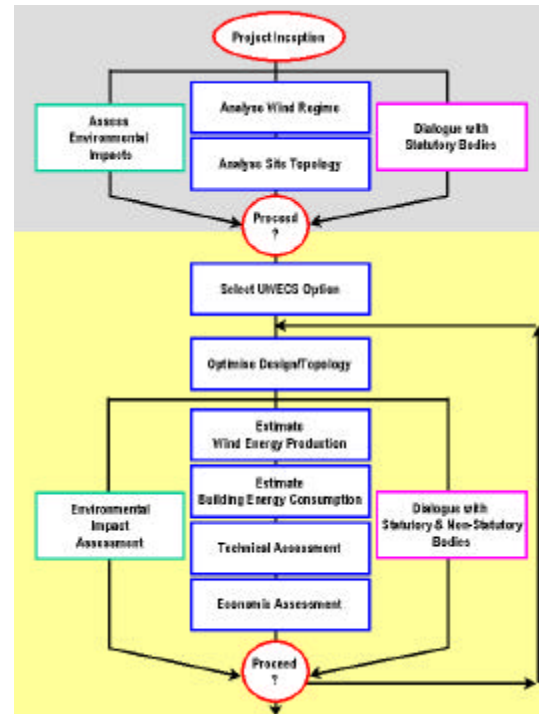 Project Inception
Analyse Wind Regime
Assess
Environmental
Impacts
Dialogue with
Statutory Bodies
Analyse Site Topology
Proceed
?
Select UWECS Option
Optimise Design/Topology
Estimate
Wind Energy Production
Estimate
Building Energy Consumption
Environmental
Impact
Assessment
Dialogue with
Statutory & Non-Statutory
Bodies
Technical Assessment
Economic Assessment
Proceed
?